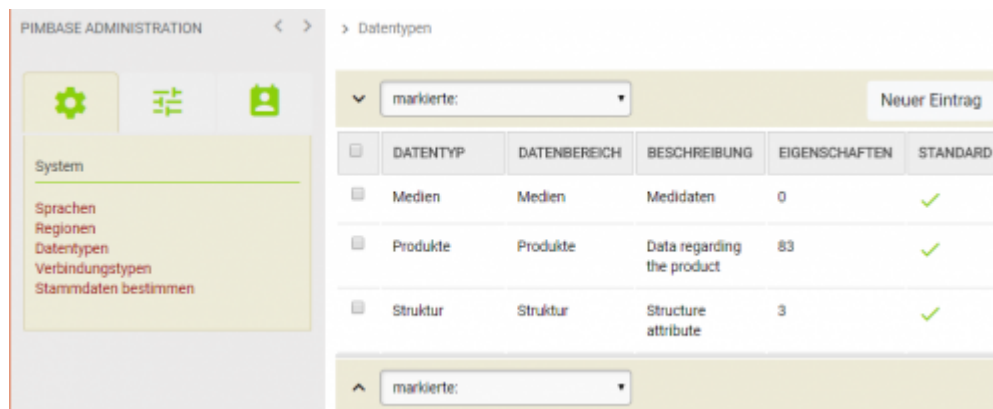 PIMBASE ADMINISTRATION
System
Sprachen
Regionen
Datentypen
Verbindungstypen
Stammdaten bestimmen
> Datentypen
markierte:
Neuer Eintrag
DATENTYP DATENBEREICH BESCHREIBUNG EIGENSCHAFTEN STANDARD
Medien Medien Medidaten 0
Produkte Produkte Data regarding 83
the product
Struktur Struktur Structure 3
attribute
markierte: